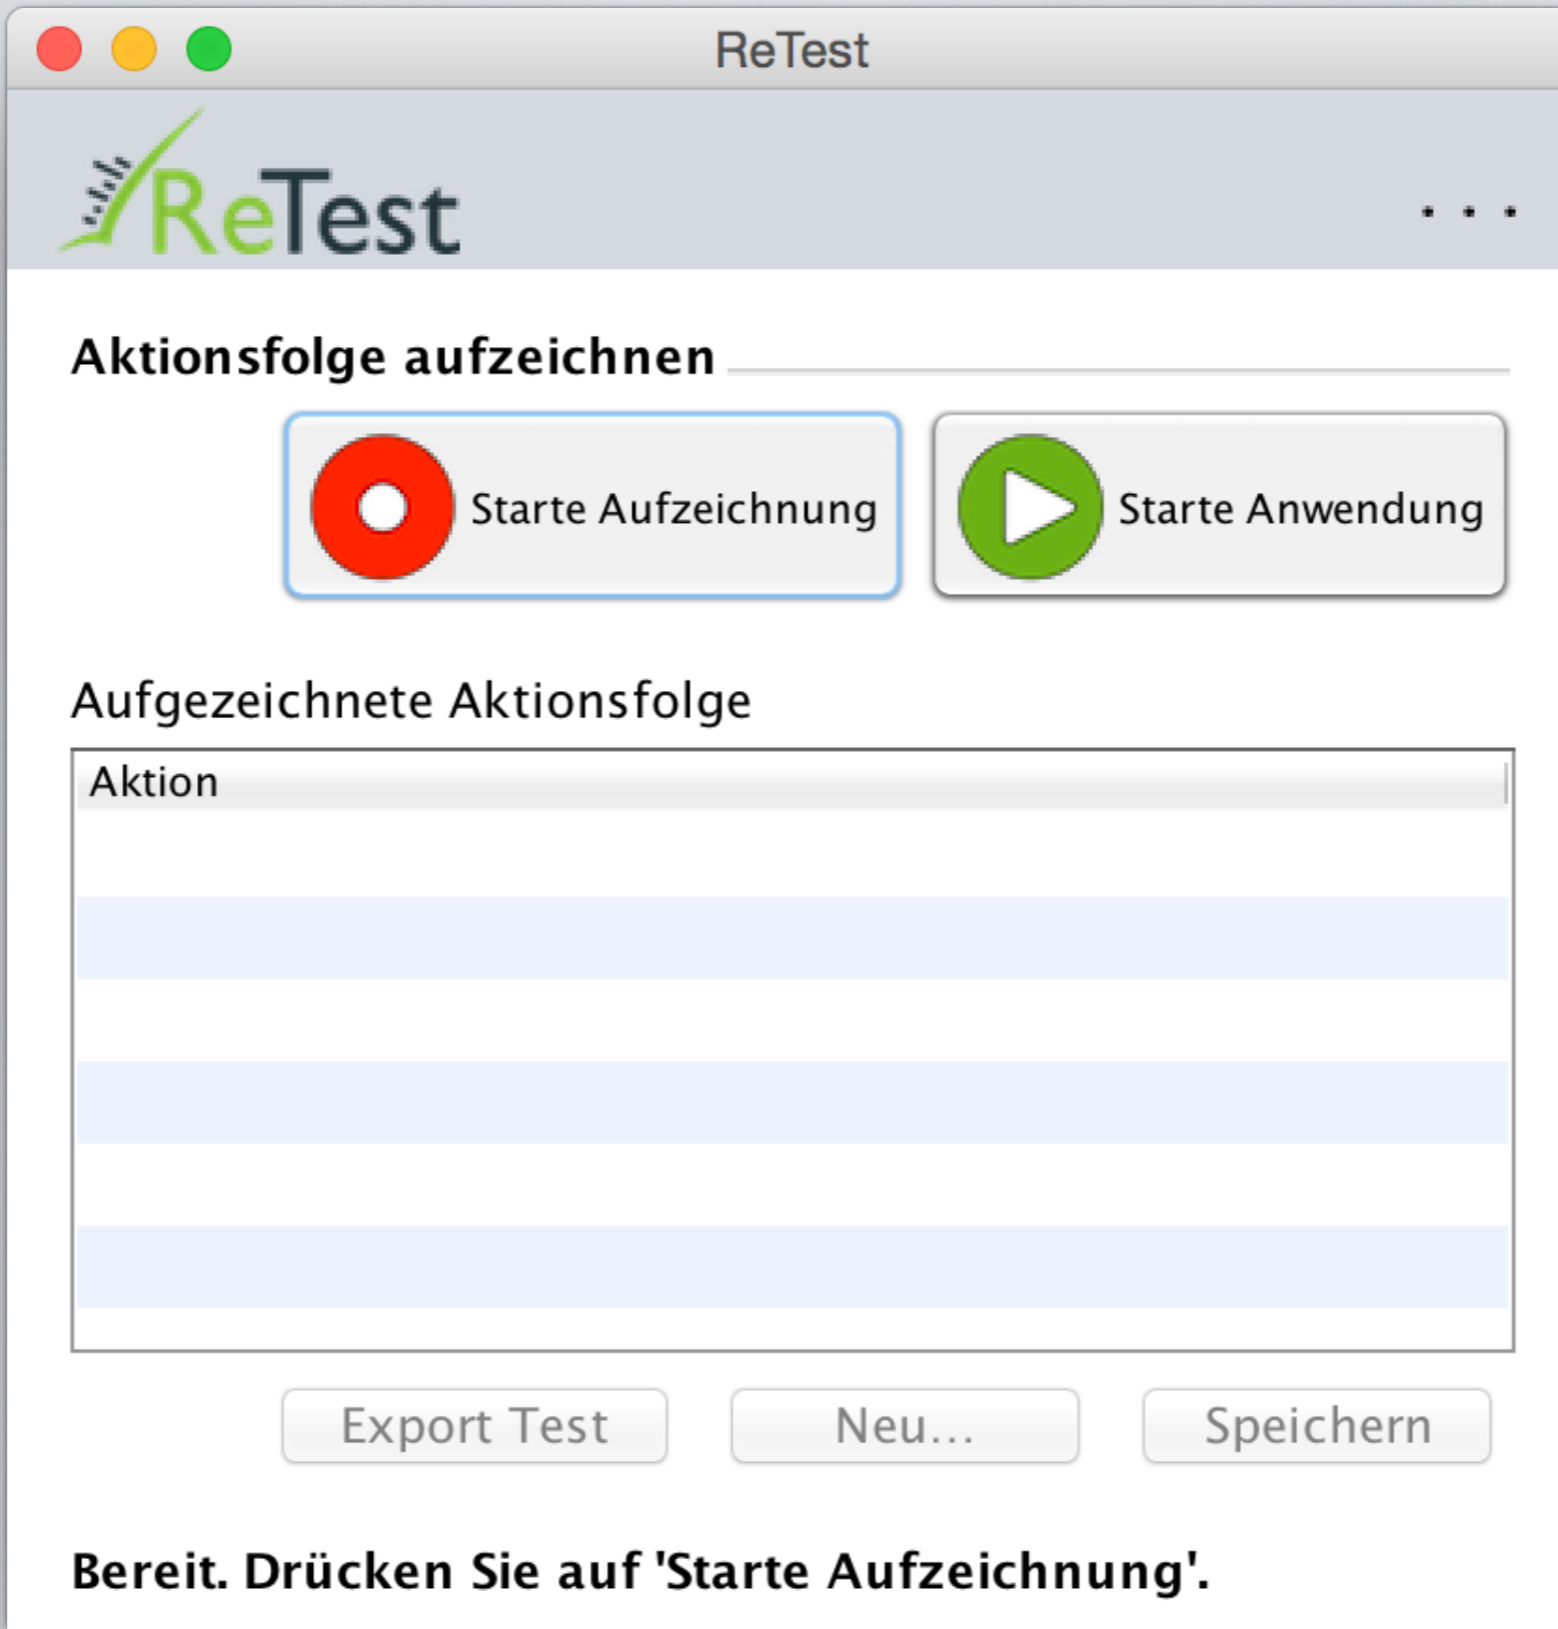 ReTest
ReTest
...
Aktionsfolge aufzeichnen
Starte Aufzeichnung
Starte Anwendung
Aufgezeichnete Aktionsfolge
Aktion
Export Test
Neu...
Speichern
Bereit. Drücken Sie auf 'Starte Aufzeichnung'.